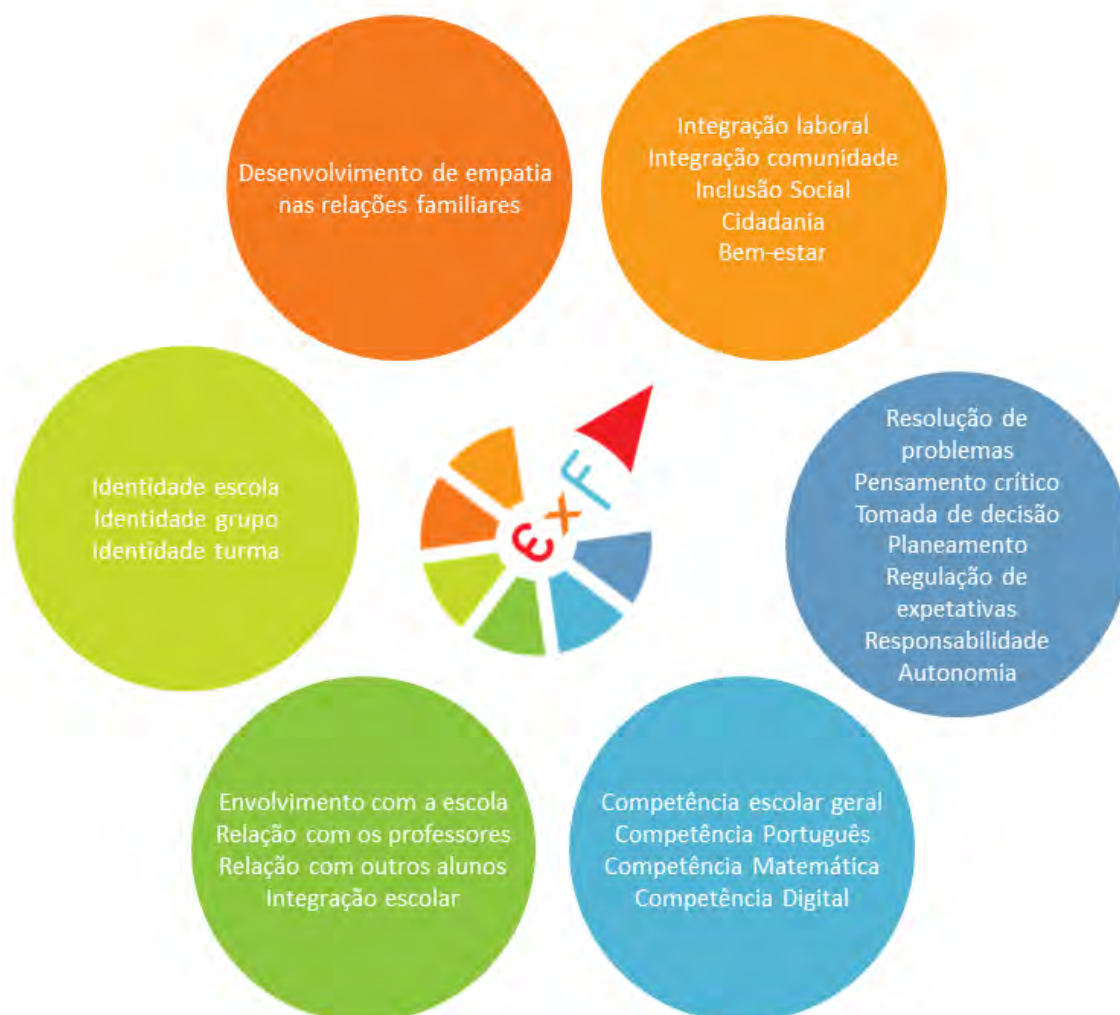 Desenvolvimento de empatia
nas relações familiares
Integração laboral
Integração comunidade
Inclusão Social
Cidadania
Bem-estar
Identidade escola
Identidade grupo
Identidade turma
ExF
Resolução de
problemas
Pensamento crítico
Tomada de decisão
Planeamento
Regulação de
expetativas
Responsabilidade
Autonomia
Envolvimento com a escola
Relação com os professores
Relação com outros alunos
Integração escolar
Competência escolar geral
Competência Português
Competência Matemática
Competência Digital